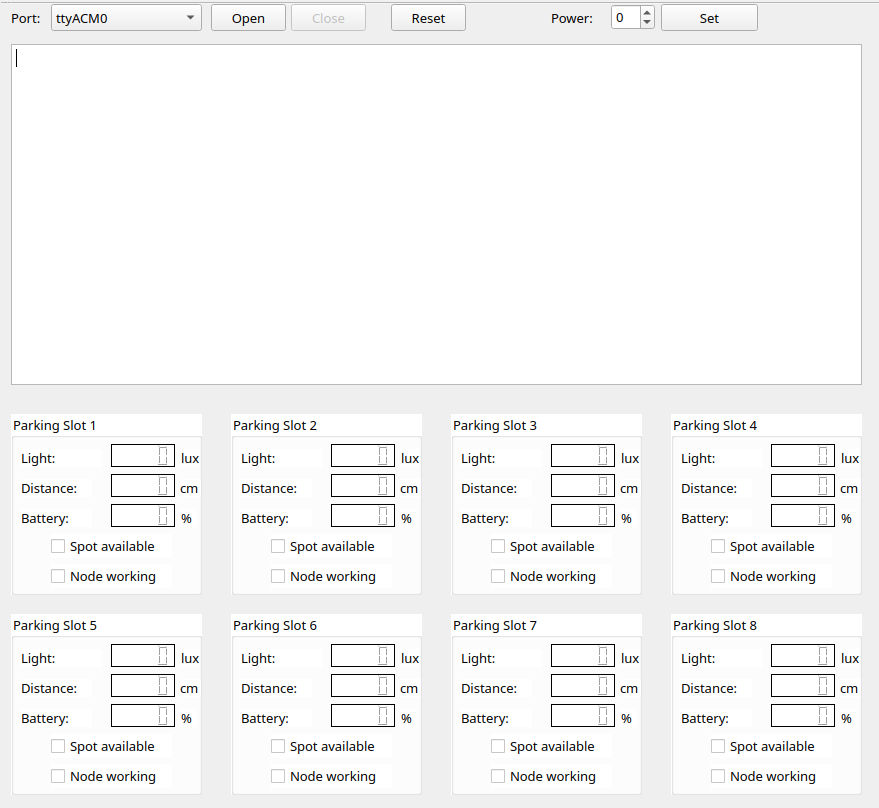 Port: ttyACM0 Open Close Reset Power: 0 Set
Parking Slot 1 Parking Slot 2 Parking Slot 3 Parking Slot 4
Light: 0 lux Light: 0 lux Light: 0 lux Light: 0 lux
Distance: 0 cm Distance: 0 cm Distance: 0 cm Distance: 0 cm
Battery: 0 % Battery: 0 % Battery: 0 % Battery: 0 %
Spot available Spot available Spot available Spot available
Node working Node working Node working Node working
Parking Slot 5 Parking Slot 6 Parking Slot 7 Parking Slot 8
Light: 0 lux Light: 0 lux Light: 0 lux Light: 0 lux
Distance: 0 cm Distance: 0 cm Distance: 0 cm Distance: 0 cm
Battery: 0 % Battery: 0 % Battery: 0 % Battery: 0 %
Spot available Spot available Spot available Spot available
Node working Node working Node working Node working